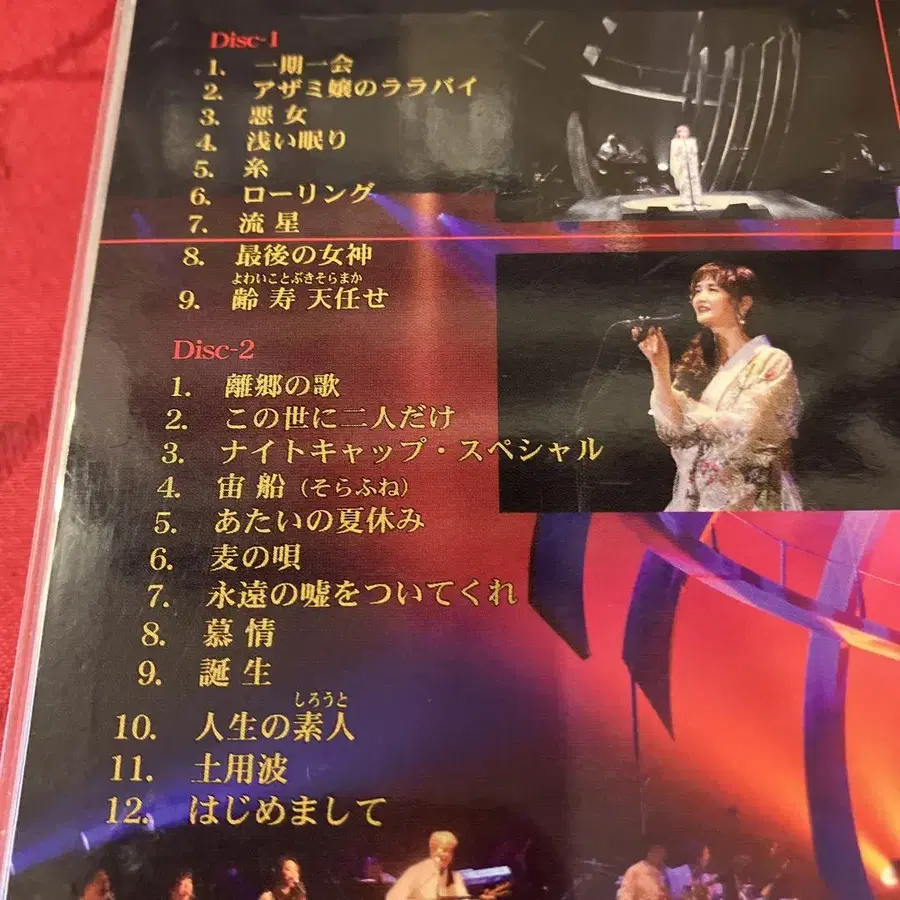 Disc-1
1. 一期一会
2. アザミ嬢のララバイ
3. 悪女
4. 浅い眠り
5. 糸
6. ローリング
7. 流星
8. 最後の女神
よわいことぶきそらまか
9. 齢 寿 天任せ
Disc-2
1. 離郷の歌
2. この世に二人だけ
3. ナイトキャップ・スペシャル
4. 宙船（そらふね）
5. あたいの夏休み
6. 麦の唄
7. 永遠の嘘をついてくれ
8. 慕情
9. 誕生
しろうと
10. 人生の素人
11. 土用波
12. はじめまして